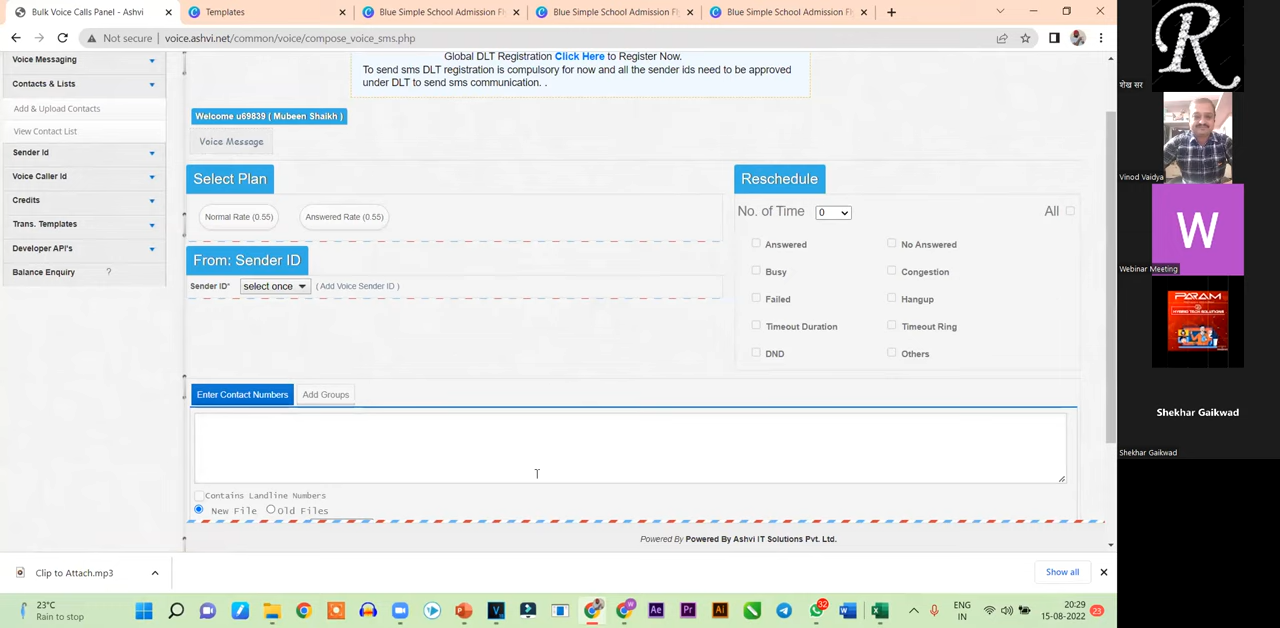 Bulk Voice Calls Panel - Ashvi
Templates
Blue Simple School Admission Fl
Blue Simple School Admission Fl
Blue Simple School Admission Fl
Not secure
voice.ashvi.net/common/voice/compose_voice_sms.php
Voice Messaging
Contacts & Lists
Add & Upload Contacts
View Contact List
Sender Id
Voice Caller Id
Credits
Trans. Templates
Developer API's
Balance Enquiry ?
Global DLT Registration Click Here to Register Now.
To send sms DLT registration is compulsory for now and all the sender ids need to be approved
under DLT to send sms communication. .
Welcome u69839 ( Mubeen Shaikh )
Voice Message
Select Plan
Normal Rate (0.55)
Answered Rate (0.55)
From: Sender ID
Sender ID* select once ( Add Voice Sender ID )
Reschedule
No. of Time 0 All
Answered No Answered
Busy Congestion
Failed Hangup
Timeout Duration Timeout Ring
DND Others
Enter Contact Numbers
Add Groups
Contains Landline Numbers
New File Old Files
Powered By Powered By Ashvi IT Solutions Pvt. Ltd.
Clip to Attach.mp3
Show all
23°C
Rain to stop
32
ENG
IN
20:29
15-08-2022
23
R
शेख सर
Vinod Vaidya
W
Webinar Meeting
PARAM
Shekhar Gaikwad
Shekhar Gaikwad